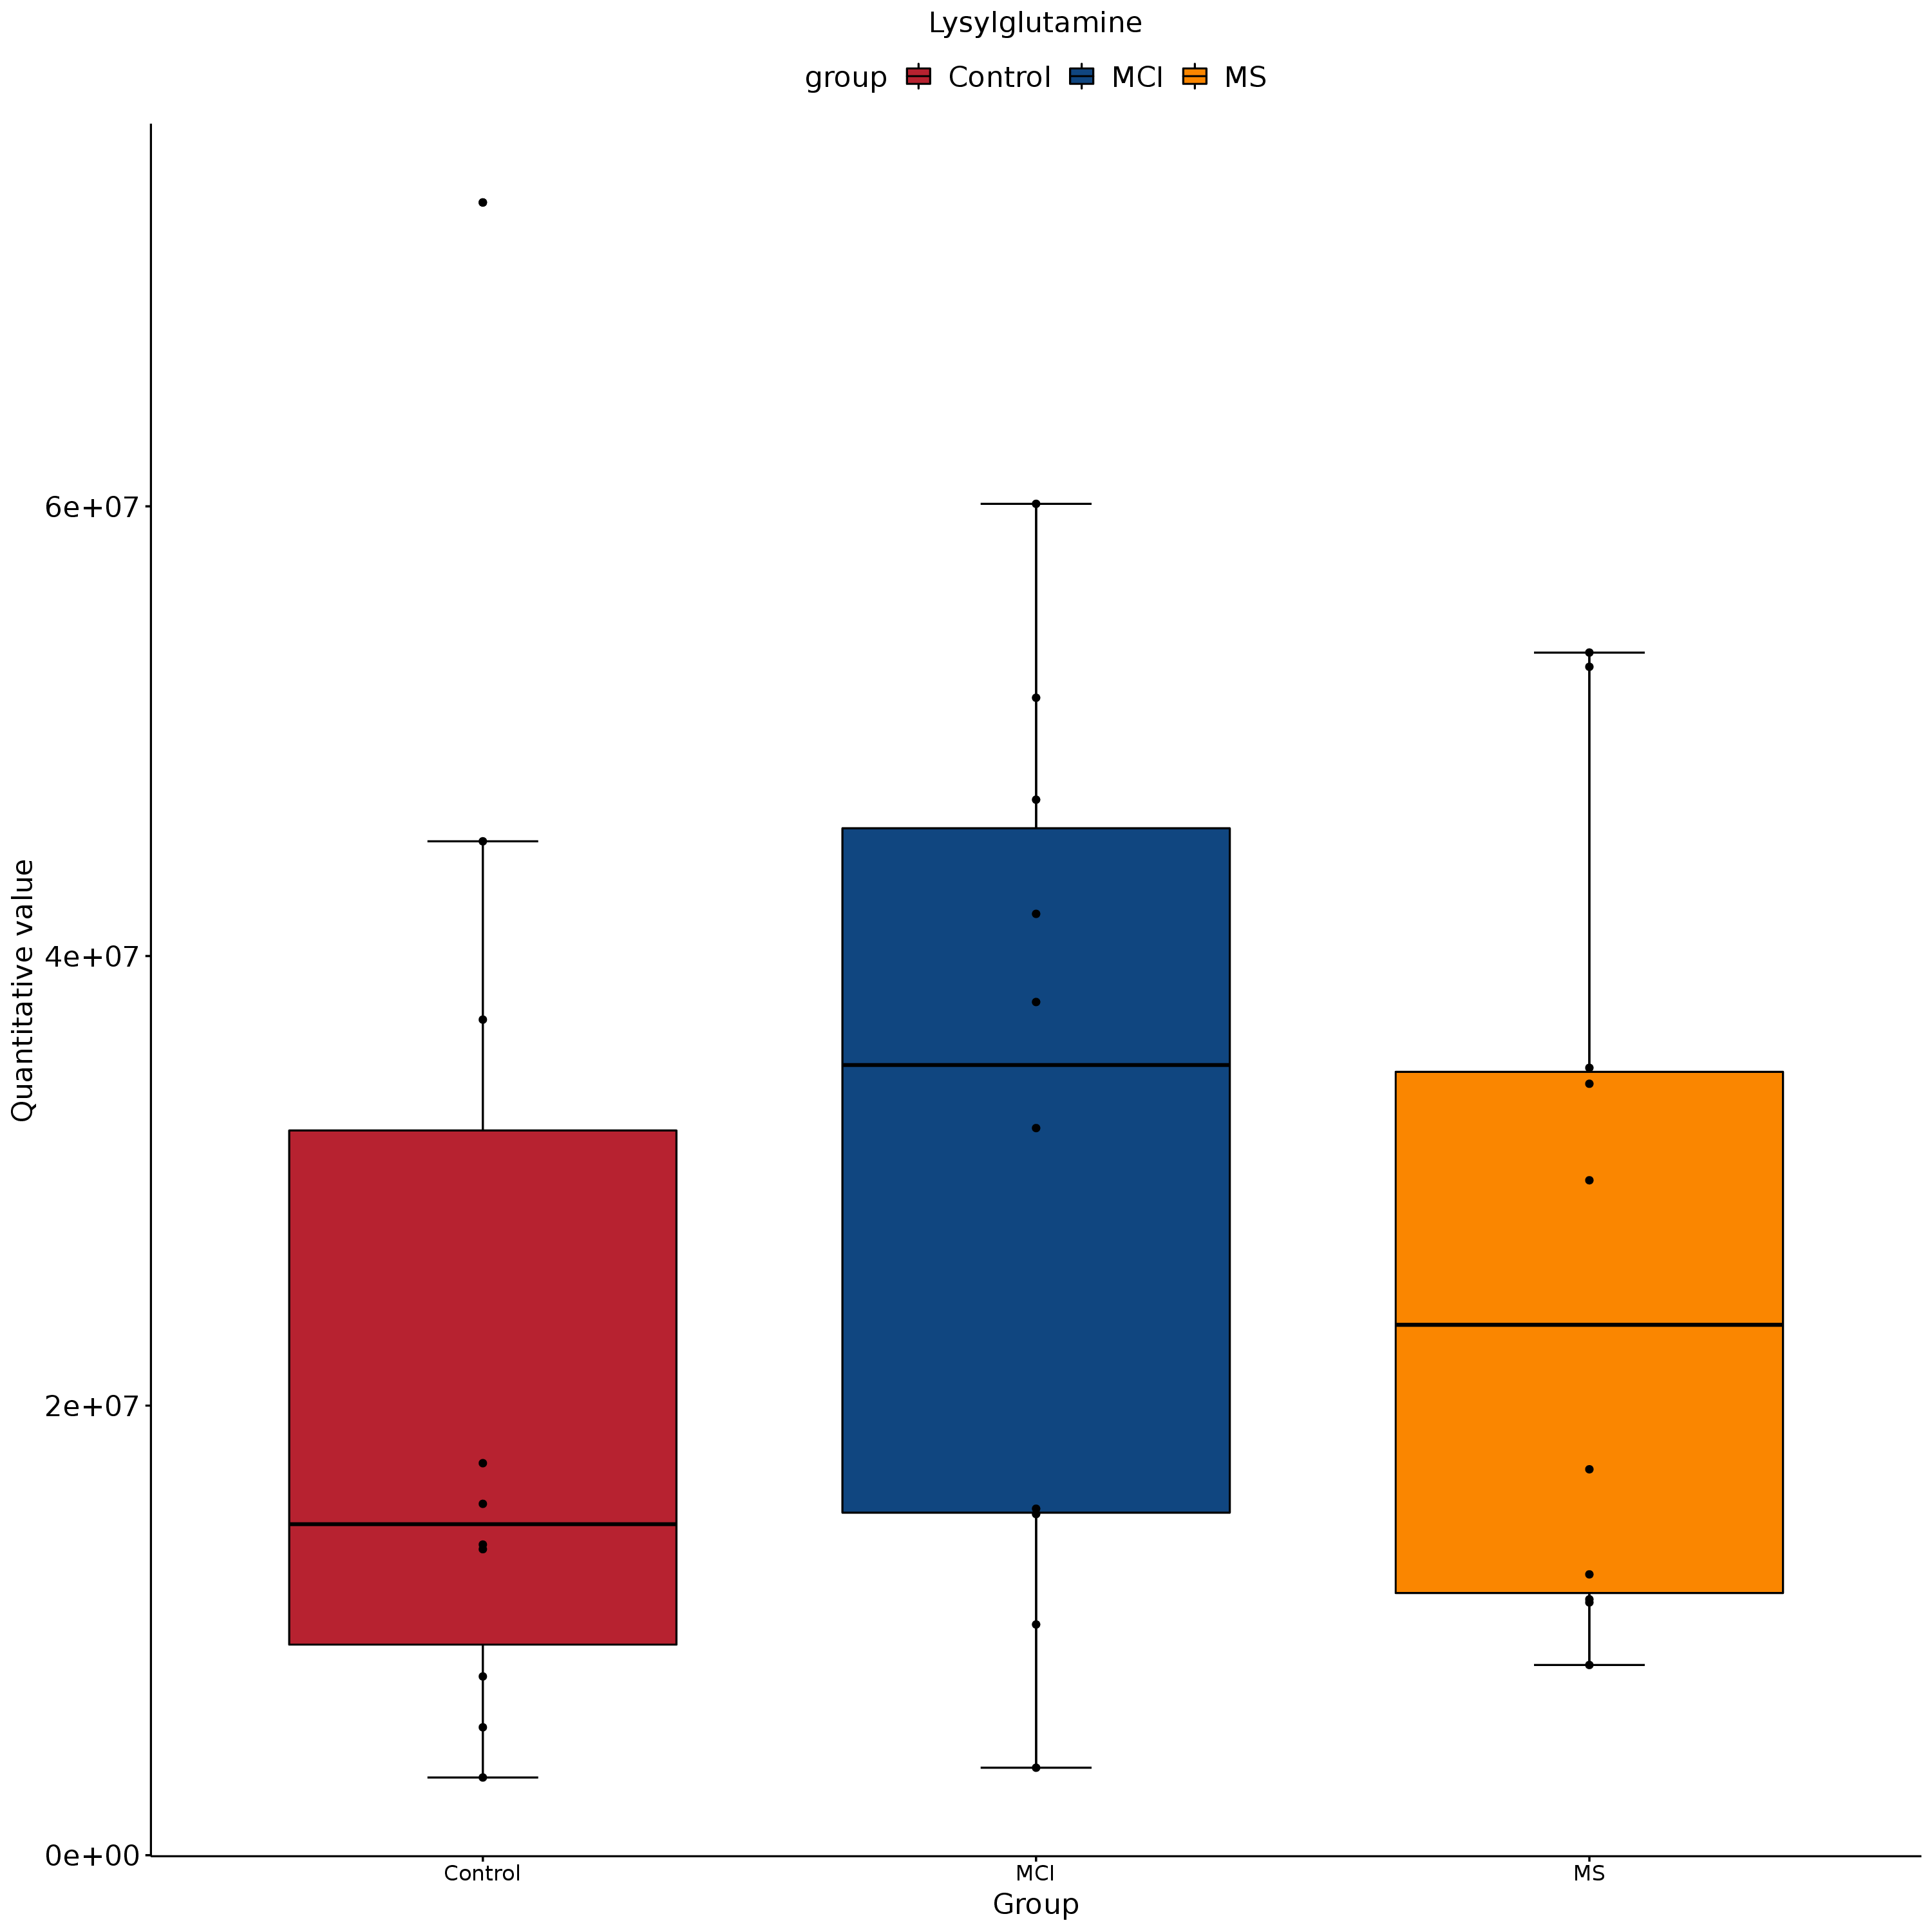 Lysylglutamine
group Control MCI MS
Quantitative value
6e+07
4e+07
2e+07
0e+00
Control MCI MS
Group